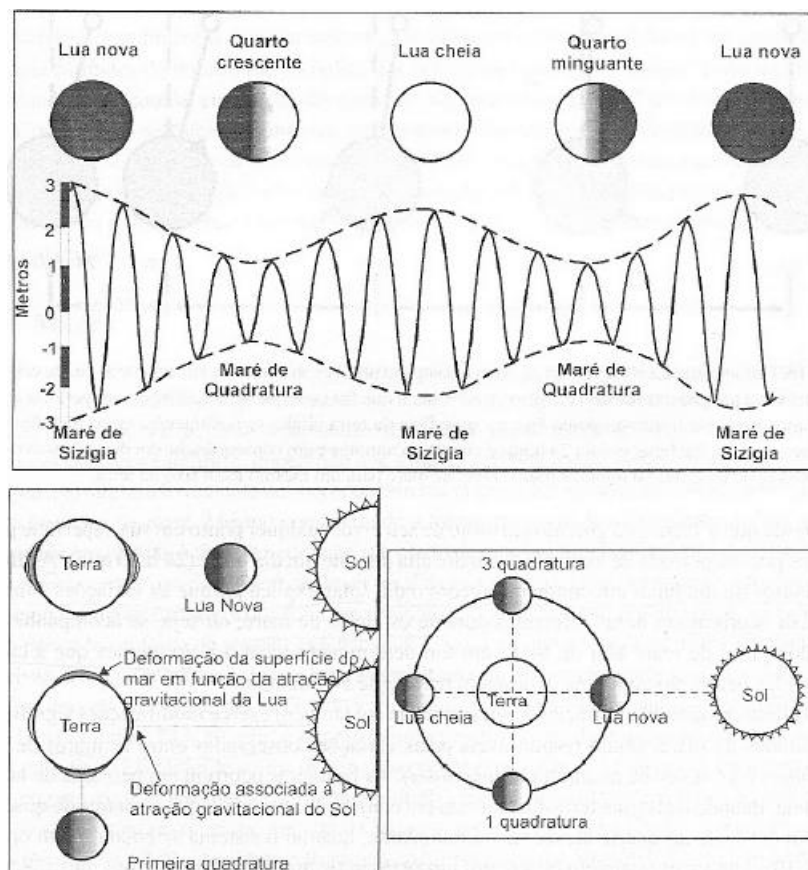 Lua nova
Quarto
crescente
Lua cheia
Quarto
minguante
Lua nova
3
2
1
0
-1
-2
-3
Metros
Maré de
Quadratura
Maré de
Quadratura
Maré de
Sizígia
Maré de
Sizígia
Maré de
Sizígia
Terra
Lua Nova
Sol
Deformação da superfície do
mar em função da atração
gravitacional da Lua
Terra
Sol
Deformação associada à
atração gravitacional do Sol
Primeira quadratura
3 quadratura
Lua cheia
Terra
Lua nova
Sol
1 quadratura